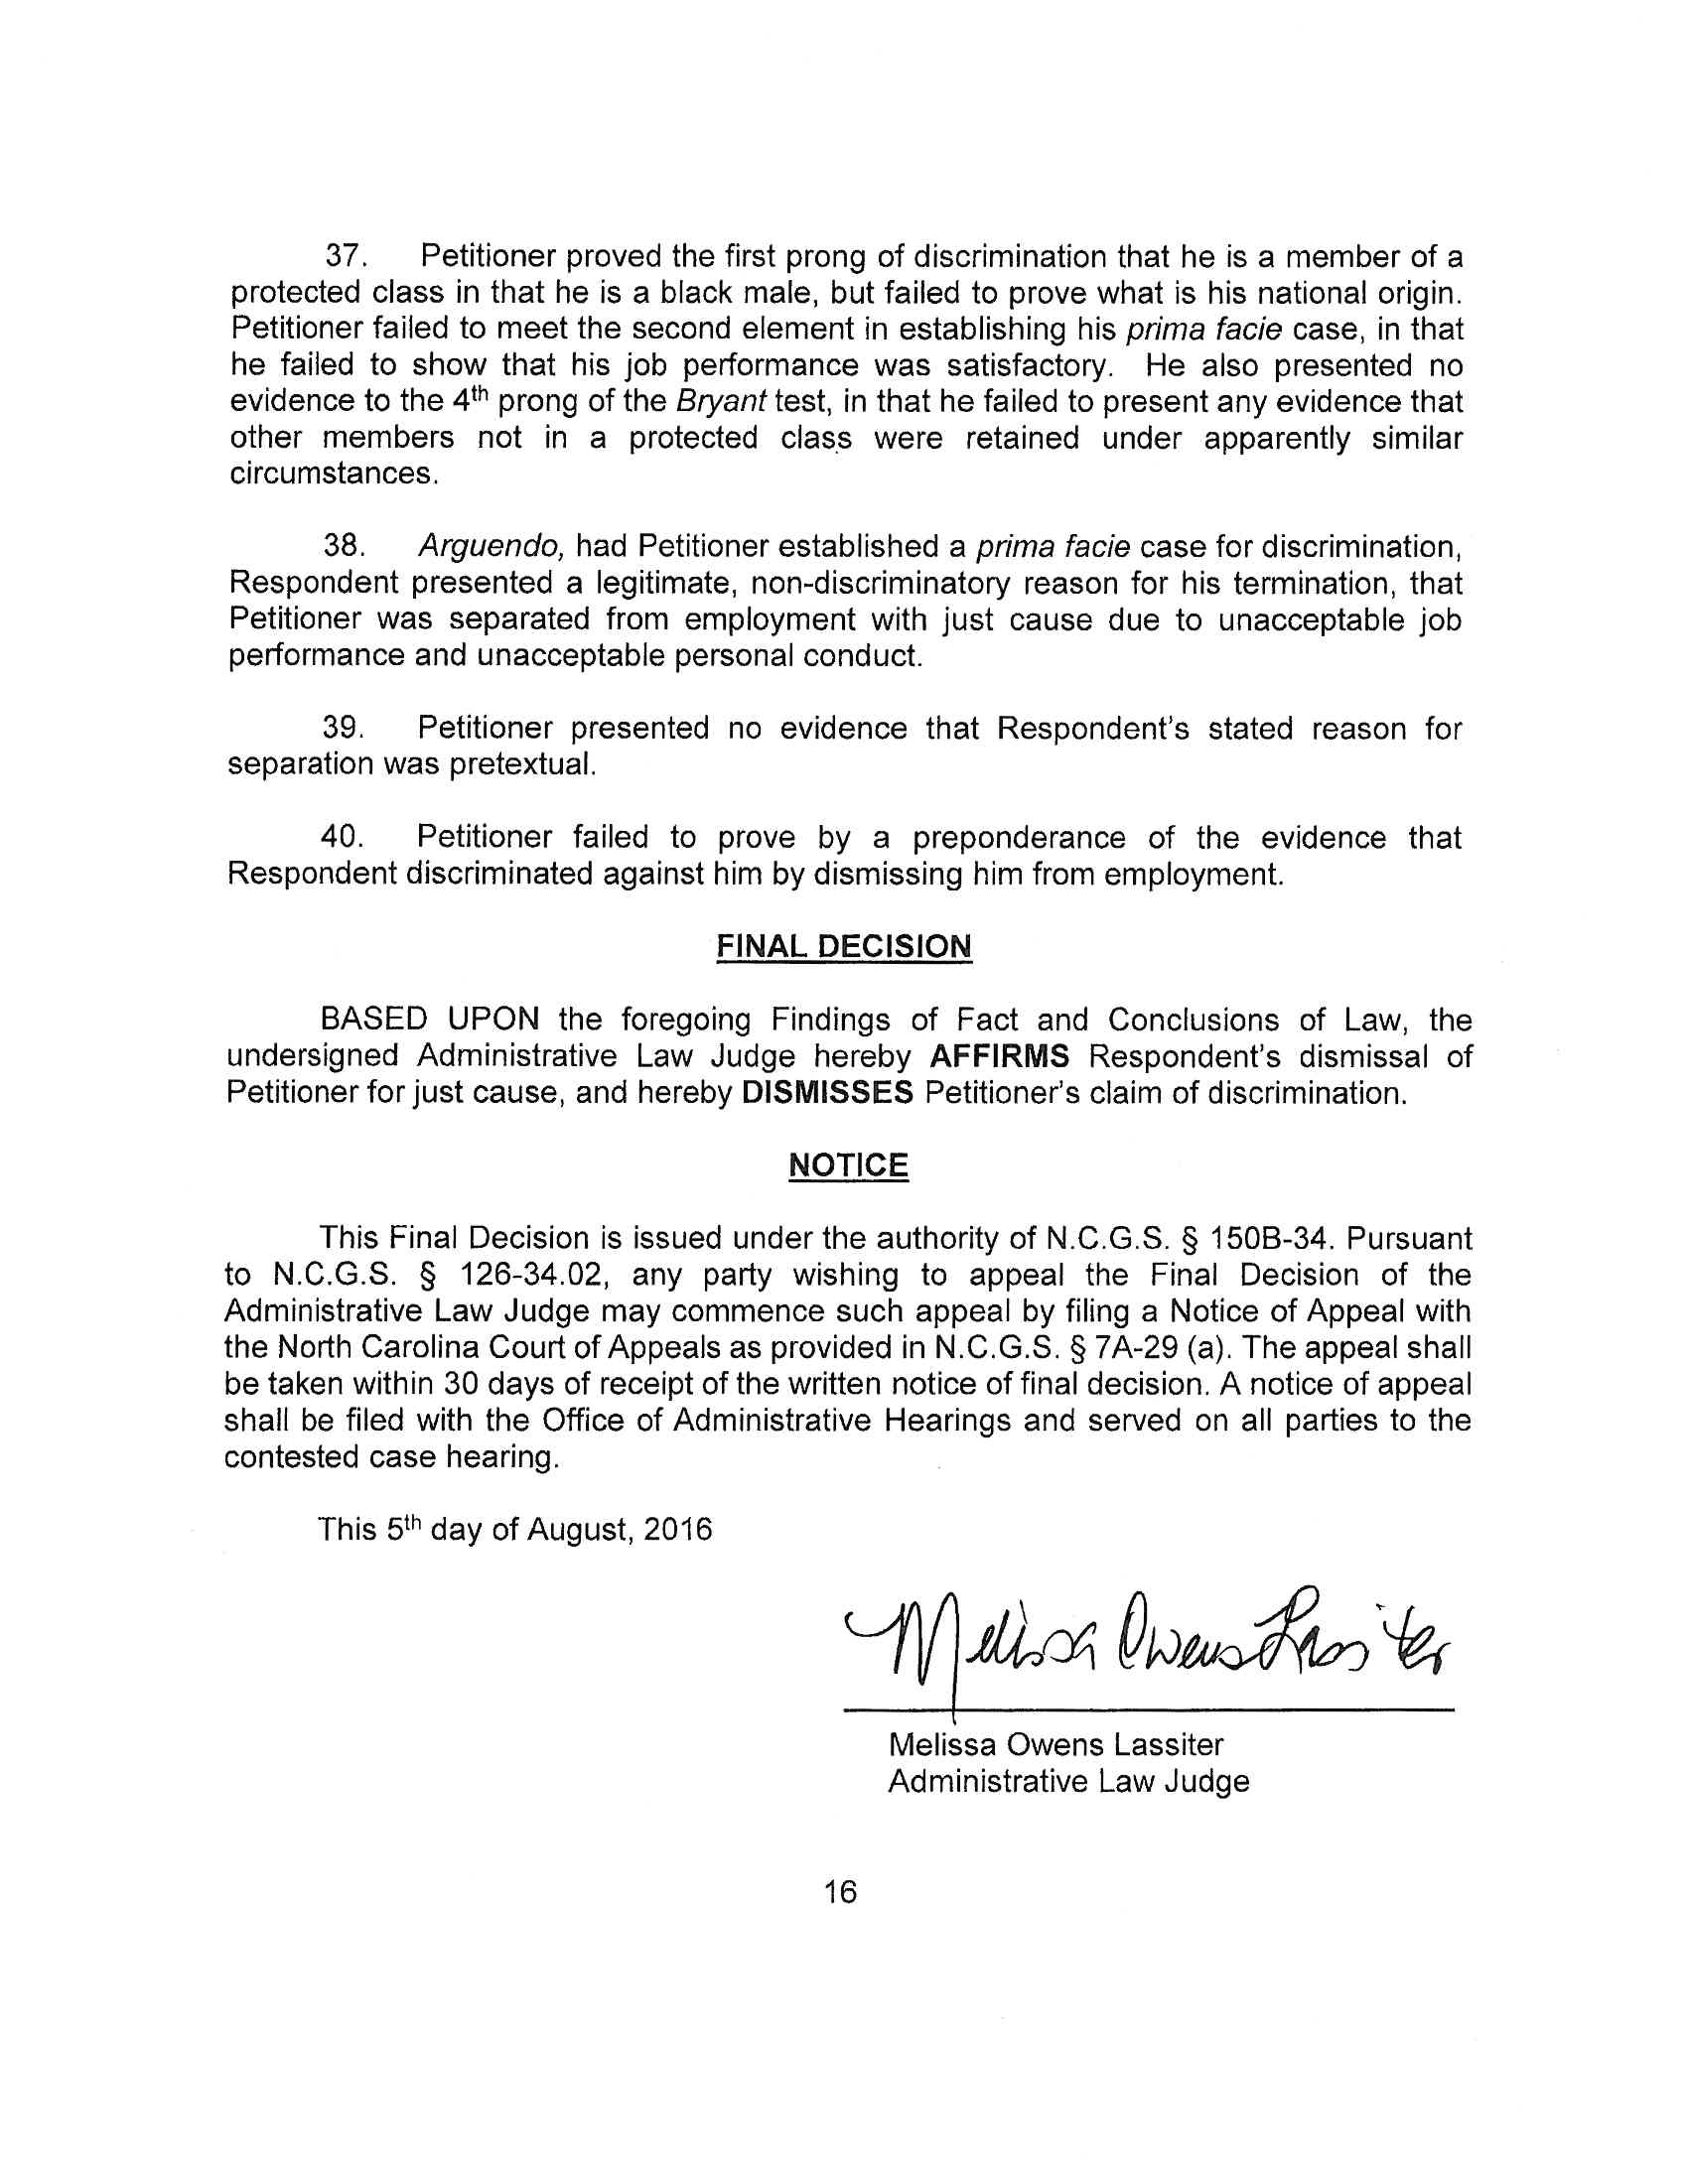 37. Petitioner proved the first prong of discrimination that he is a member of a
protected class in that he is a black male, but failed to prove what is his national origin.
Petitioner failed to meet the second element in establishing his prima facie case, in that
he failed to show that his job performance was satisfactory. He also presented no
evidence to the 4th prong of the Bryant test, in that he failed to present any evidence that
other members not in a protected class were retained under apparently similar
circumstances.
38. Arguendo, had Petitioner established a prima facie case for discrimination,
Respondent presented a legitimate, non-discriminatory reason for his termination, that
Petitioner was separated from employment with just cause due to unacceptable job
performance and unacceptable personal conduct.
39. Petitioner presented no evidence that Respondent's stated reason for
separation was pretextual.
40. Petitioner failed to prove by a preponderance of the evidence that
Respondent discriminated against him by dismissing him from employment.
FINAL DECISION
BASED UPON the foregoing Findings of Fact and Conclusions of Law, the
undersigned Administrative Law Judge hereby AFFIRMS Respondent's dismissal of
Petitioner for just cause, and hereby DISMISSES Petitioner's claim of discrimination.
NOTICE
This Final Decision is issued under the authority of N.C.G.S. § 150B-34. Pursuant
to N.C.G.S. § 126-34.02, any party wishing to appeal the Final Decision of the
Administrative Law Judge may commence such appeal by filing a Notice of Appeal with
the North Carolina Court of Appeals as provided in N.C.G.S. § 7A-29 (a). The appeal shall
be taken within 30 days of receipt of the written notice of final decision. A notice of appeal
shall be filed with the Office of Administrative Hearings and served on all parties to the
contested case hearing.
This 5th day of August, 2016
Melissa Owens Lassiter
Melissa Owens Lassiter
Administrative Law Judge
16